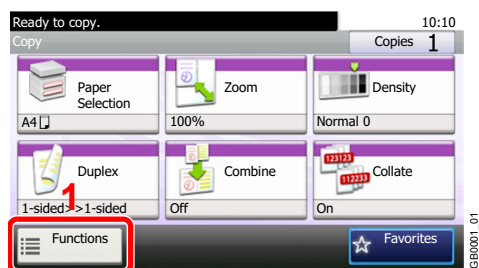 Ready to copy.
10:10
Copy
Copies 1
Paper
Selection
A4
Zoom
100%
Density
Normal 0
Duplex
1-sided>>1-sided
1
Combine
Off
123123
112233
Collate
On
Functions
Favorites
GB0001_01